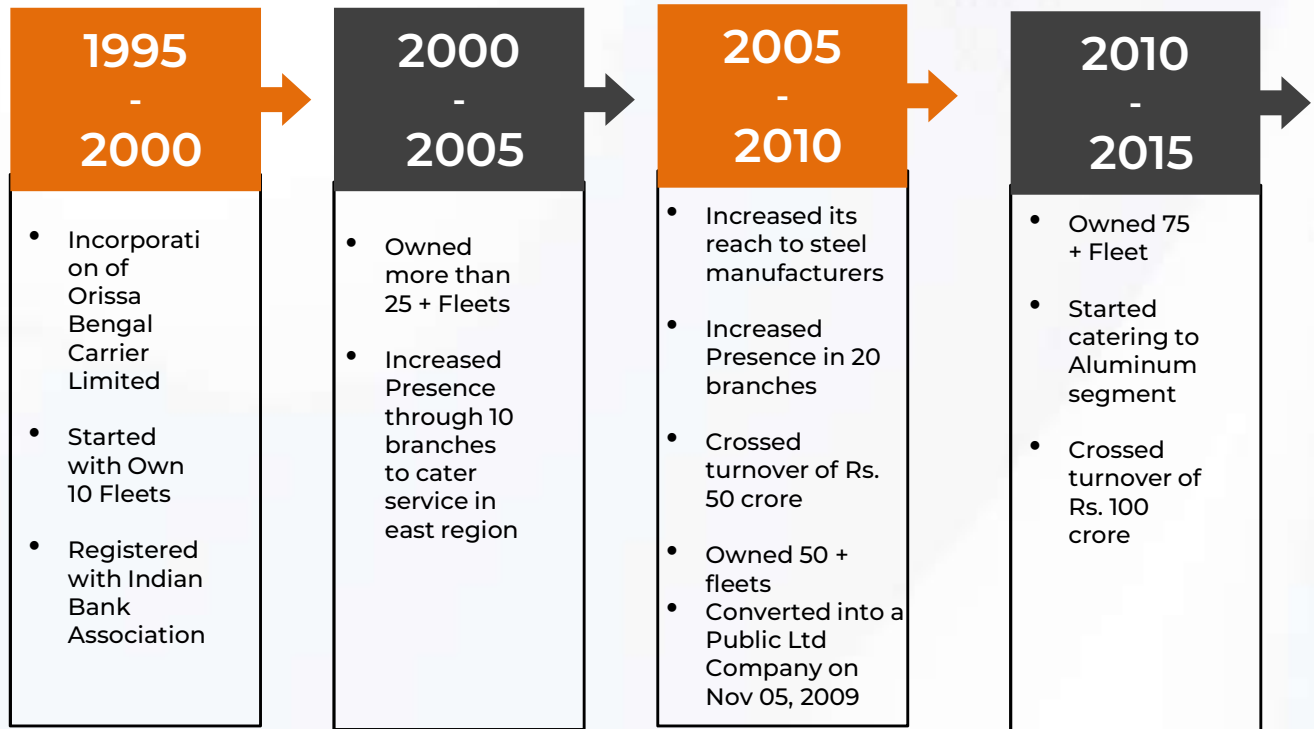 1995
-
2000
• Incorporati
on of
Orissa
Bengal
Carrier
Limited
• Started
with Own
10 Fleets
• Registered
with Indian
Bank
Association
2000
-
2005
• Owned
more than
25 + Fleets
• Increased
Presence
through 10
branches
to cater
service in
east region
2005
-
2010
• Increased its
reach to steel
manufacturers
• Increased
Presence in 20
branches
• Crossed
turnover of Rs.
50 crore
• Owned 50 +
fleets
• Converted into a
Public Ltd
Company on
Nov 05, 2009
2010
-
2015
• Owned 75
+ Fleet
• Started
catering to
Aluminum
segment
• Crossed
turnover of
Rs. 100
crore